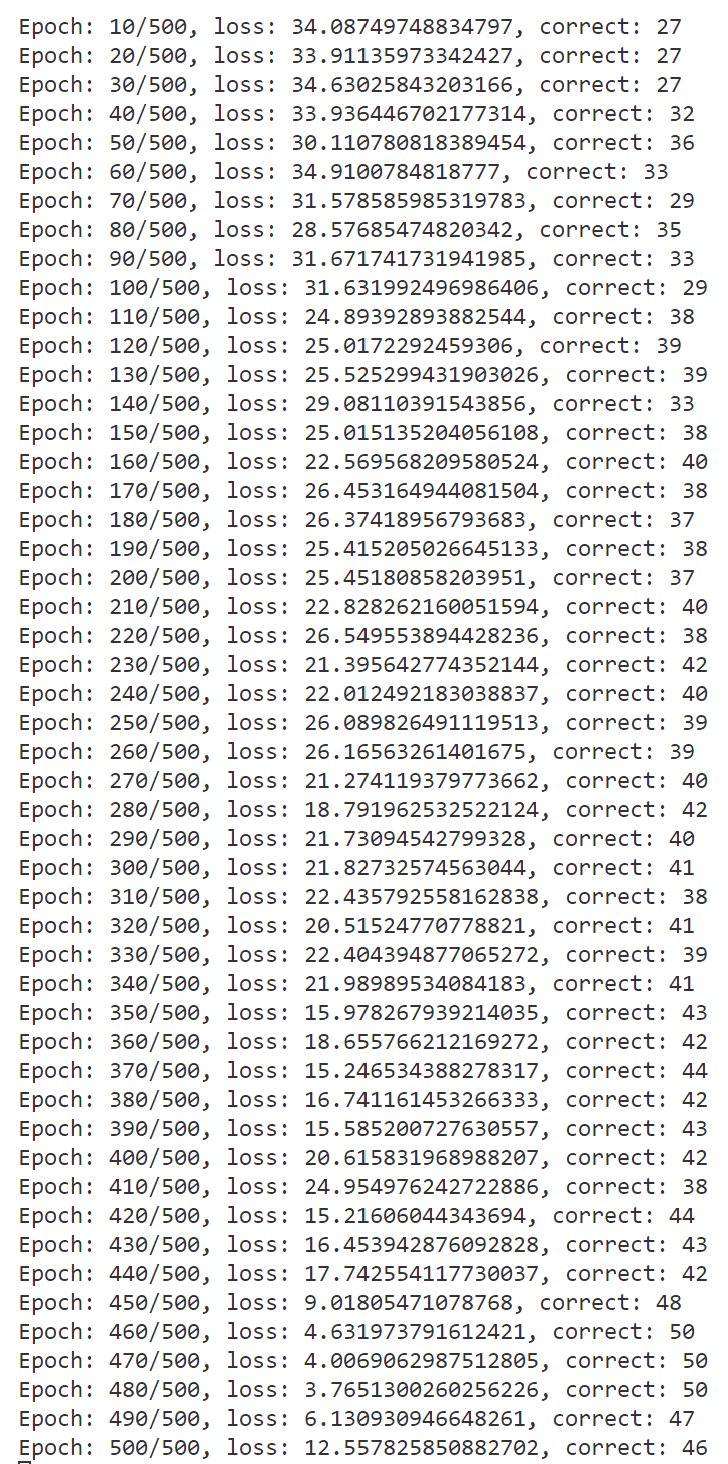 Epoch: 10/500, loss: 34.08749748834797, correct: 27
Epoch: 20/500, loss: 33.91135973342427, correct: 27
Epoch: 30/500, loss: 34.63025843203166, correct: 27
Epoch: 40/500, loss: 33.936446702177314, correct: 32
Epoch: 50/500, loss: 30.110780818389454, correct: 36
Epoch: 60/500, loss: 34.9100784818777, correct: 33
Epoch: 70/500, loss: 31.578585985319783, correct: 29
Epoch: 80/500, loss: 28.57685474820342, correct: 35
Epoch: 90/500, loss: 31.671741731941985, correct: 33
Epoch: 100/500, loss: 31.631992496986406, correct: 29
Epoch: 110/500, loss: 24.89392893882544, correct: 38
Epoch: 120/500, loss: 25.0172292459306, correct: 39
Epoch: 130/500, loss: 25.525299431903026, correct: 39
Epoch: 140/500, loss: 29.08110391543856, correct: 33
Epoch: 150/500, loss: 25.015135204056108, correct: 38
Epoch: 160/500, loss: 22.569568209580524, correct: 40
Epoch: 170/500, loss: 26.453164944081504, correct: 38
Epoch: 180/500, loss: 26.37418956793683, correct: 37
Epoch: 190/500, loss: 25.415205026645133, correct: 38
Epoch: 200/500, loss: 25.45180858203951, correct: 37
Epoch: 210/500, loss: 22.828262160051594, correct: 40
Epoch: 220/500, loss: 26.549553894428236, correct: 38
Epoch: 230/500, loss: 21.395642774352144, correct: 42
Epoch: 240/500, loss: 22.012492183038837, correct: 40
Epoch: 250/500, loss: 26.089826491119513, correct: 39
Epoch: 260/500, loss: 26.16563261401675, correct: 39
Epoch: 270/500, loss: 21.274119379773662, correct: 40
Epoch: 280/500, loss: 18.791962532522124, correct: 42
Epoch: 290/500, loss: 21.73094542799328, correct: 40
Epoch: 300/500, loss: 21.82732574563044, correct: 41
Epoch: 310/500, loss: 22.435792558162838, correct: 38
Epoch: 320/500, loss: 20.51524770778821, correct: 41
Epoch: 330/500, loss: 22.404394877065272, correct: 39
Epoch: 340/500, loss: 21.98989534084183, correct: 41
Epoch: 350/500, loss: 15.978267939214035, correct: 43
Epoch: 360/500, loss: 18.655766212169272, correct: 42
Epoch: 370/500, loss: 15.246534388278317, correct: 44
Epoch: 380/500, loss: 16.741161453266333, correct: 42
Epoch: 390/500, loss: 15.585200727630557, correct: 43
Epoch: 400/500, loss: 20.615831968988207, correct: 42
Epoch: 410/500, loss: 24.954976242722886, correct: 38
Epoch: 420/500, loss: 15.21606044343694, correct: 44
Epoch: 430/500, loss: 16.453942876092828, correct: 43
Epoch: 440/500, loss: 17.742554117730037, correct: 42
Epoch: 450/500, loss: 9.01805471078768, correct: 48
Epoch: 460/500, loss: 4.631973791612421, correct: 50
Epoch: 470/500, loss: 4.0069062987512805, correct: 50
Epoch: 480/500, loss: 3.7651300260256226, correct: 50
Epoch: 490/500, loss: 6.130930946648261, correct: 47
Epoch: 500/500, loss: 12.557825850882702, correct: 46